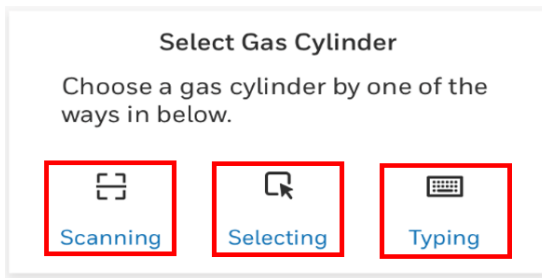 Select Gas Cylinder
Choose a gas cylinder by one of the
ways in below.
Scanning
Selecting
Typing